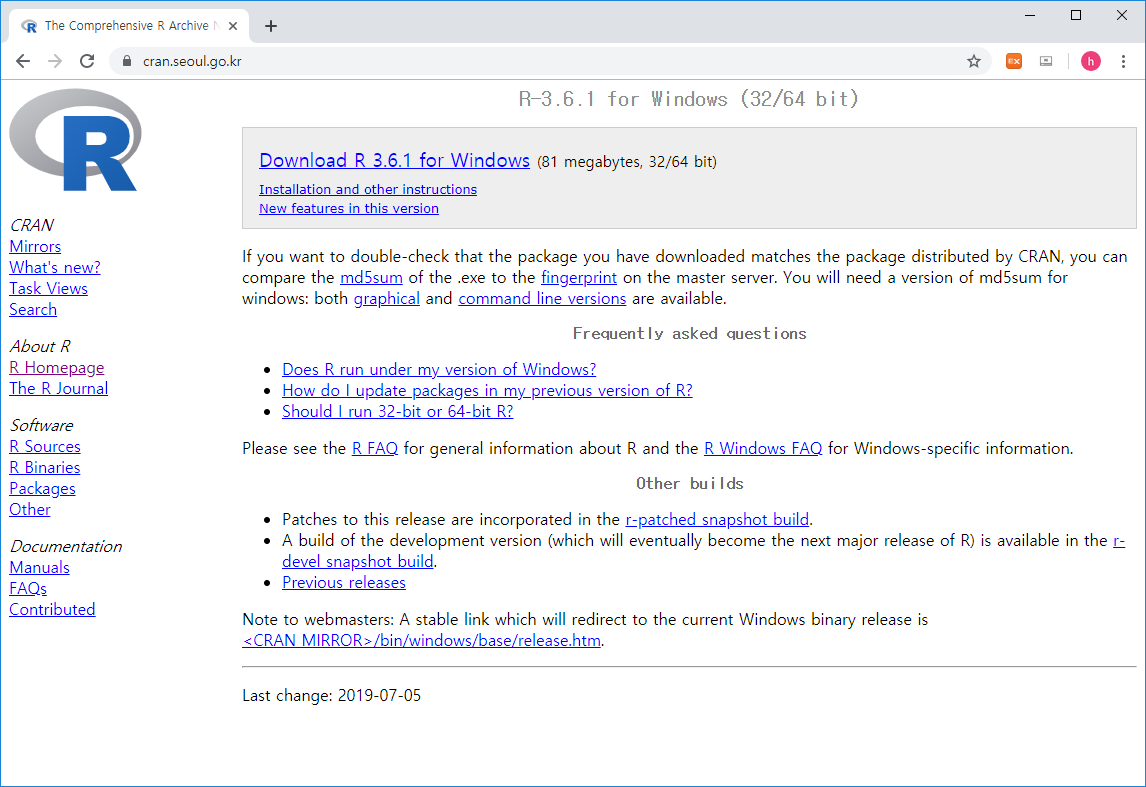 The Comprehensive R Archive
cran.seoul.go.kr
EX
h
R
R-3.6.1 for Windows (32/64 bit)
Download R 3.6.1 for Windows (81 megabytes, 32/64 bit)
Installation and other instructions
New features in this version
CRAN
Mirrors
What's new?
Task Views
Search
About R
R Homepage
The R Journal
Software
R Sources
R Binaries
Packages
Other
Documentation
Manuals
FAQs
Contributed
If you want to double-check that the package you have downloaded matches the package distributed by CRAN, you can
compare the md5sum of the .exe to the fingerprint on the master server. You will need a version of md5sum for
windows: both graphical and command line versions are available.
Frequently asked questions
Does R run under my version of Windows?
How do I update packages in my previous version of R?
Should I run 32-bit or 64-bit R?
Please see the R FAQ for general information about R and the R Windows FAQ for Windows-specific information.
Other builds
Patches to this release are incorporated in the r-patched snapshot build.
A build of the development version (which will eventually become the next major release of R) is available in the r-
devel snapshot build.
Previous releases
Note to webmasters: A stable link which will redirect to the current Windows binary release is
<CRAN MIRROR>/bin/windows/base/release.htm.
Last change: 2019-07-05